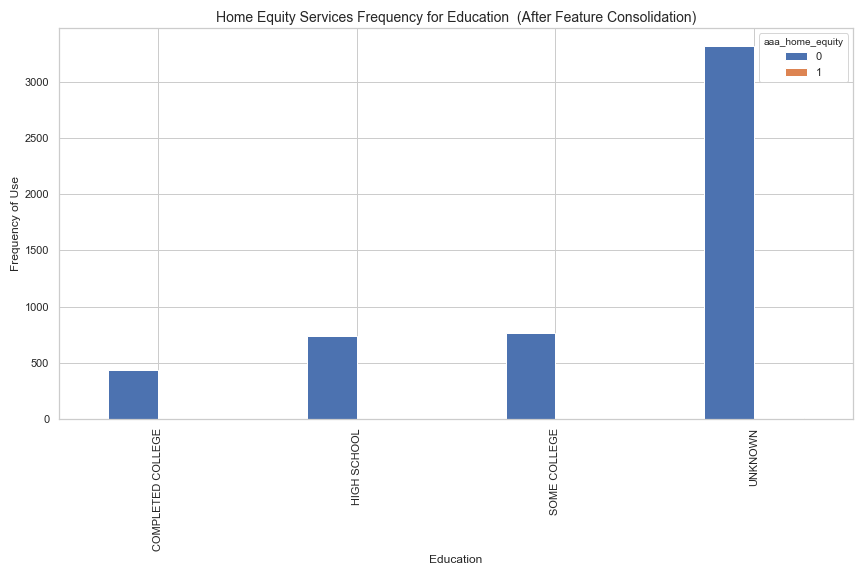 Home Equity Services Frequency for Education  (After Feature Consolidation)
aaa_home_equity
0
1
Frequency of Use
3000
2500
2000
1500
1000
500
0
COMPLETED COLLEGE
HIGH SCHOOL
SOME COLLEGE
UNKNOWN
Education